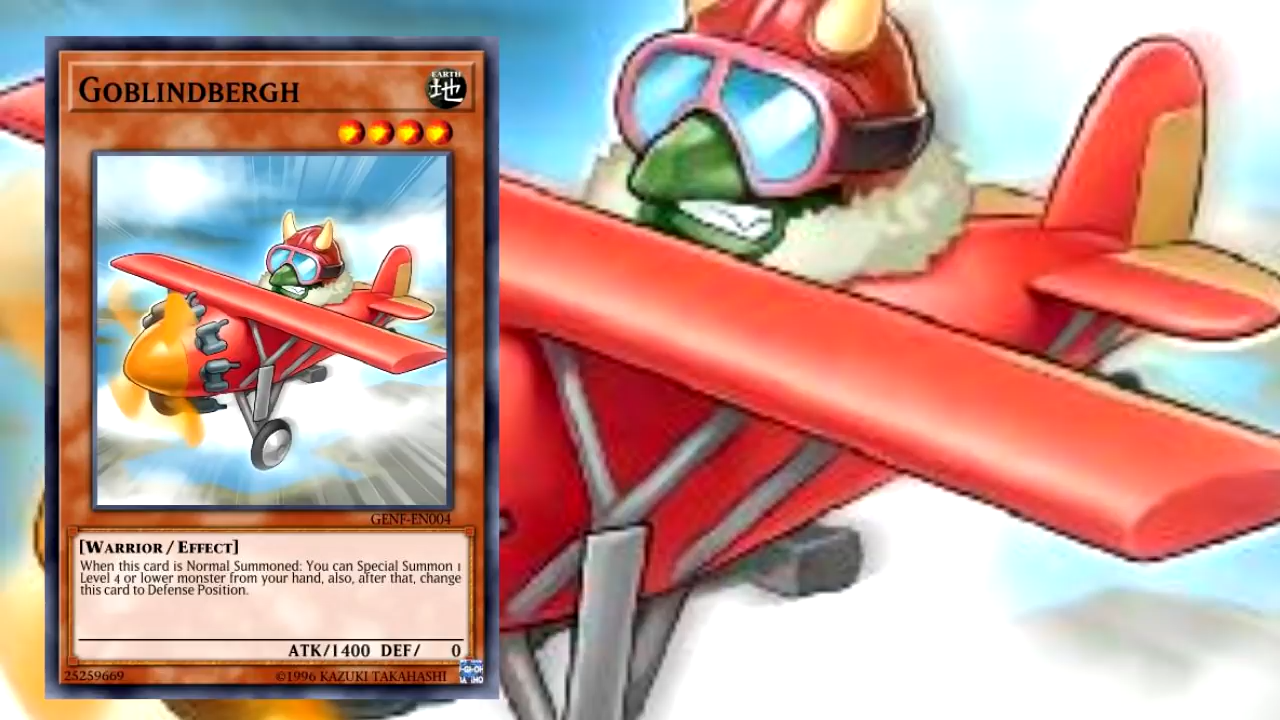 GOBLINDBERGH
EARTH
地
GENF-EN004
[WARRIOR / EFFECT]
When this card is Normal Summoned: You can Special Summon 1
Level 4 or lower monster from your hand, also, after that, change
this card to Defense Position.
ATK/1400 DEF/ 0
25259669
©1996 KAZUKI TAKAHASHI